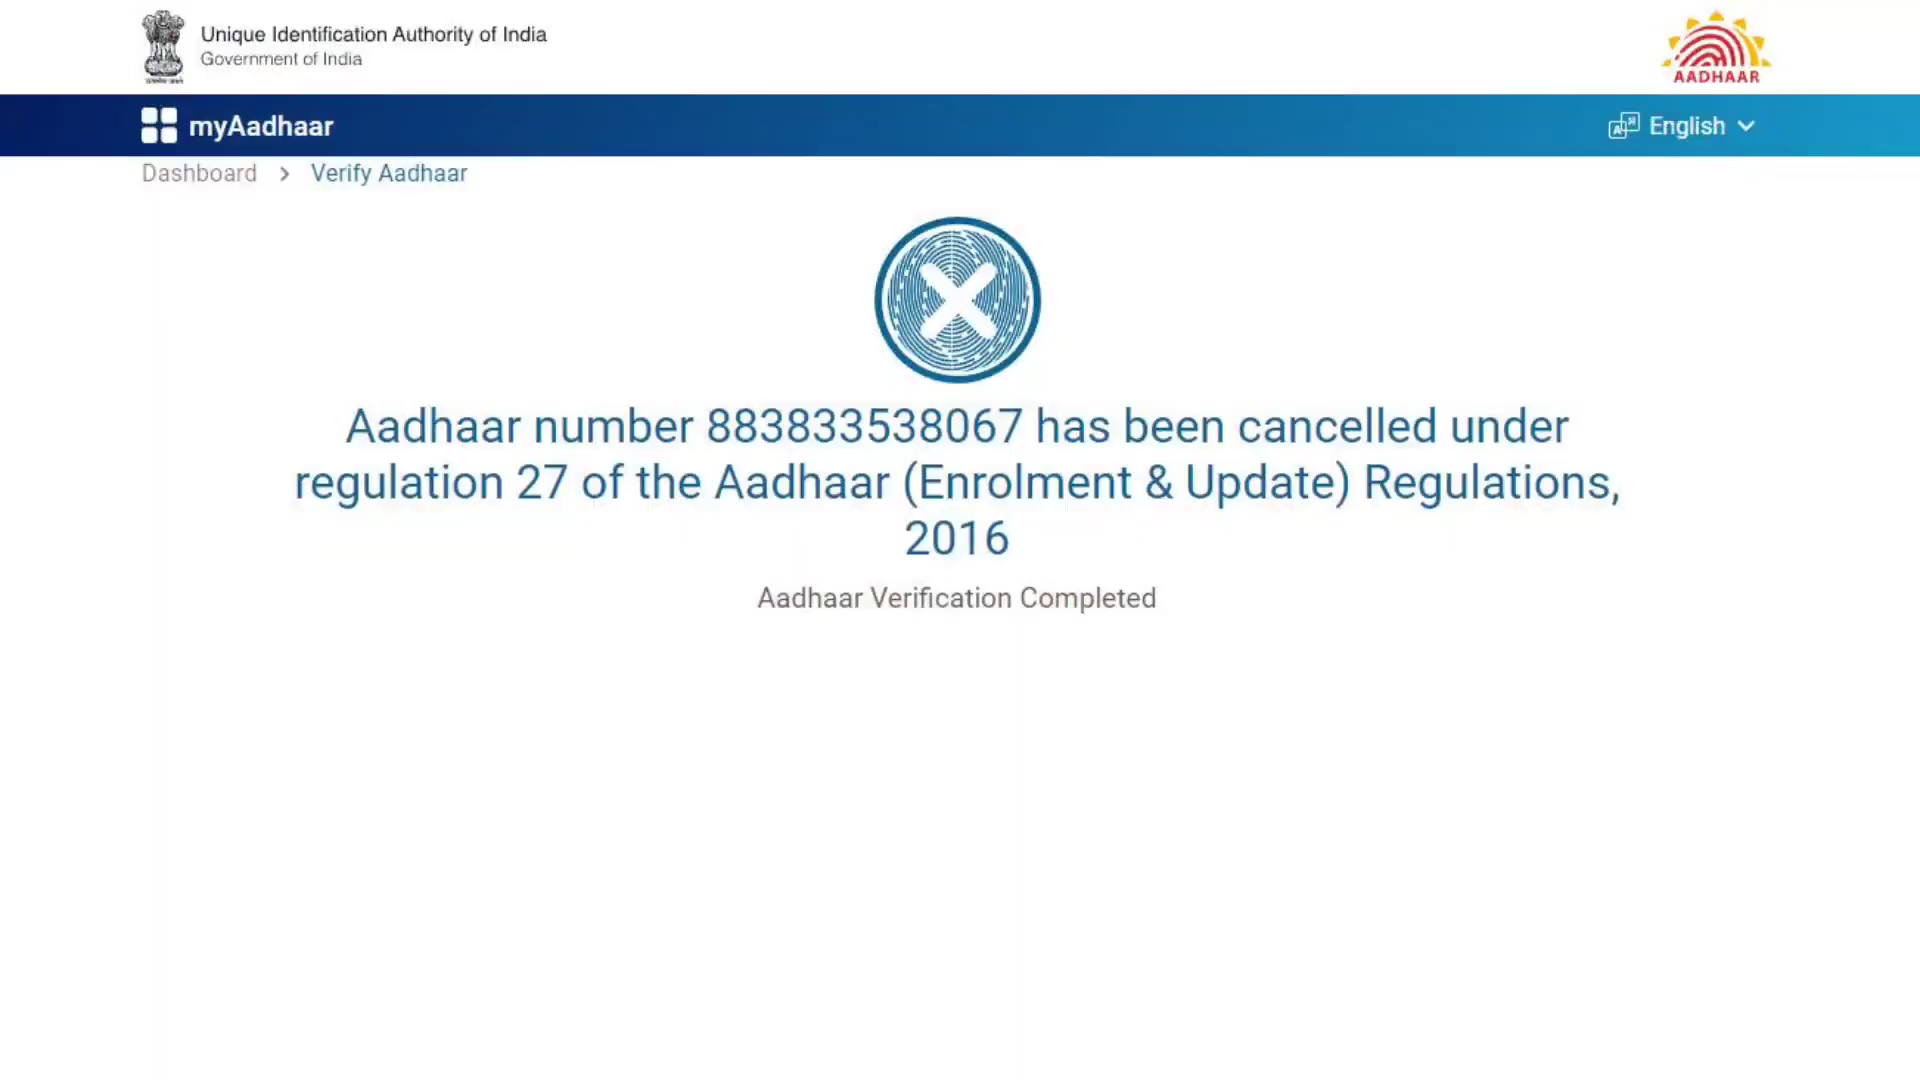 Unique Identification Authority of India
Government of India
AADHAAR
myAadhaar
English
Dashboard > Verify Aadhaar
Aadhaar number 883833538067 has been cancelled under
regulation 27 of the Aadhaar (Enrolment & Update) Regulations,
2016
Aadhaar Verification Completed